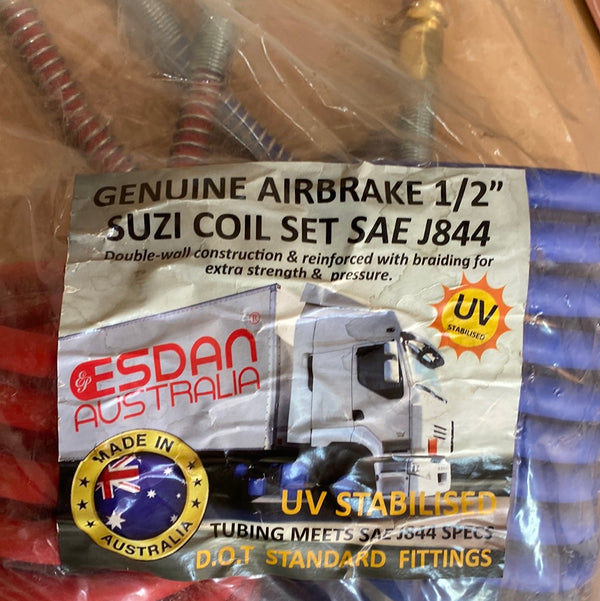 GENUINE AIRBRAKE 1/2"
SUZI COIL SET SAE J844
Double-wall construction & reinforced with braiding for
extra strength & pressure.
UV
STABILISED
ESDAN®
AUSTRALIA
MADE IN
AUSTRALIA
UV STABILISED
TUBING MEETS SAE J844 SPECS
D.O.T STANDARD FITTINGS